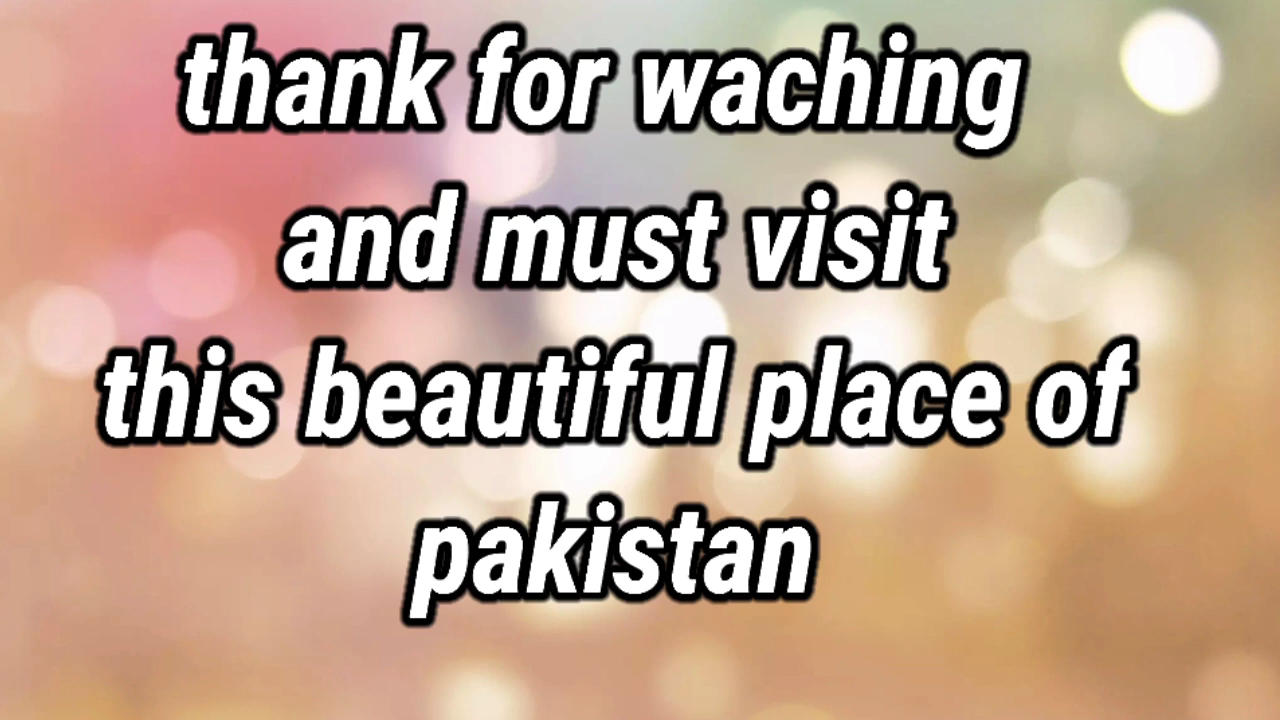 thank for waching
and must visit
this beautiful place of
pakistan